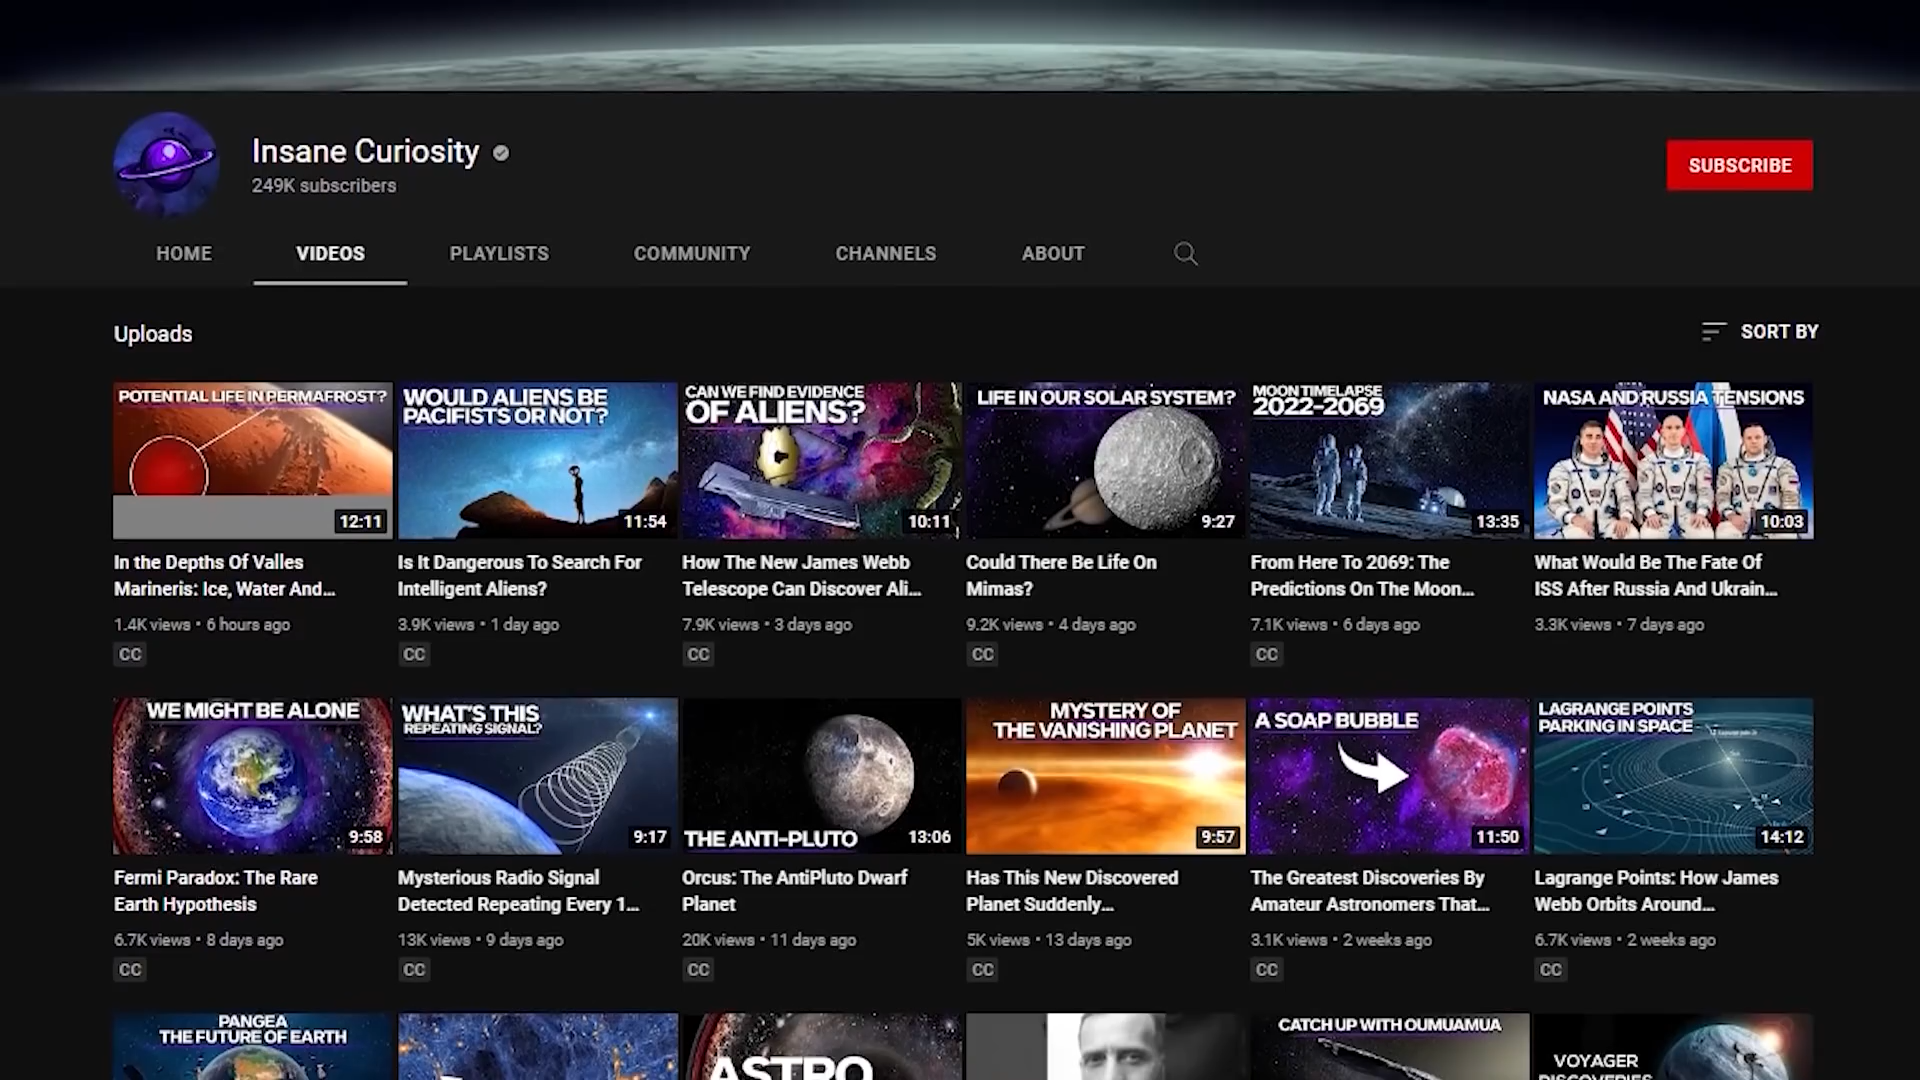 Insane Curiosity
249K subscribers
SUBSCRIBE
HOME
VIDEOS
PLAYLISTS
COMMUNITY
CHANNELS
ABOUT
Uploads
SORT BY
POTENTIAL LIFE IN PERMAFROST?
12:11
In the Depths Of Valles
Marineris: Ice, Water And...
1.4K views • 6 hours ago
CC
WOULD ALIENS BE
PACIFISTS OR NOT?
11:54
Is It Dangerous To Search For
Intelligent Aliens?
3.9K views • 1 day ago
CC
CAN WE FIND EVIDENCE
OF ALIENS?
10:11
How The New James Webb
Telescope Can Discover Ali...
7.9K views • 3 days ago
CC
LIFE IN OUR SOLAR SYSTEM?
9:27
Could There Be Life On
Mimas?
9.2K views • 4 days ago
CC
MOON TIMELAPSE
2022-2069
13:35
From Here To 2069: The
Predictions On The Moon...
7.1K views • 6 days ago
CC
NASA AND RUSSIA TENSIONS
10:03
What Would Be The Fate Of
ISS After Russia And Ukrain...
3.3K views • 7 days ago
WE MIGHT BE ALONE
9:58
Fermi Paradox: The Rare
Earth Hypothesis
6.7K views • 8 days ago
CC
WHAT'S THIS
REPEATING SIGNAL?
9:17
Mysterious Radio Signal
Detected Repeating Every 1...
13K views • 9 days ago
CC
THE ANTI-PLUTO
13:06
Orcus: The AntiPluto Dwarf
Planet
20K views • 11 days ago
CC
MYSTERY OF
THE VANISHING PLANET
9:57
Has This New Discovered
Planet Suddenly...
5K views • 13 days ago
CC
A SOAP BUBBLE
11:50
The Greatest Discoveries By
Amateur Astronomers That...
3.1K views • 2 weeks ago
CC
LAGRANGE POINTS
PARKING IN SPACE
14:12
Lagrange Points: How James
Webb Orbits Around...
6.7K views • 2 weeks ago
CC
PANGEA
THE FUTURE OF EARTH
ASTRO
CATCH UP WITH OUMUAMUA
VOYAGER
DISCOVERIES